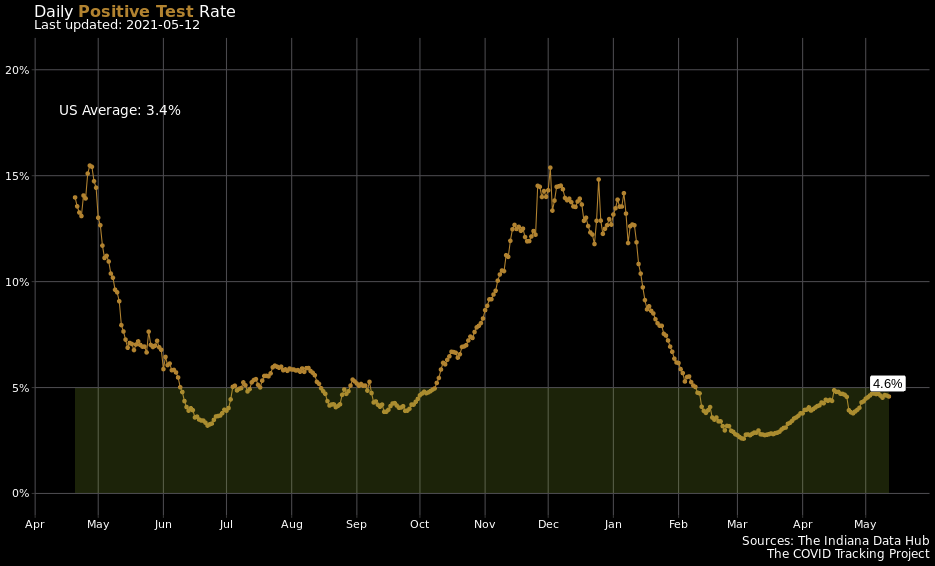 Daily Positive Test Rate
Last updated: 2021-05-12
20%
US Average: 3.4%
15%
10%
5%
4.6%
0%
Apr May Jun Jul Aug Sep Oct Nov Dec Jan Feb Mar Apr May
Sources: The Indiana Data Hub
The COVID Tracking Project